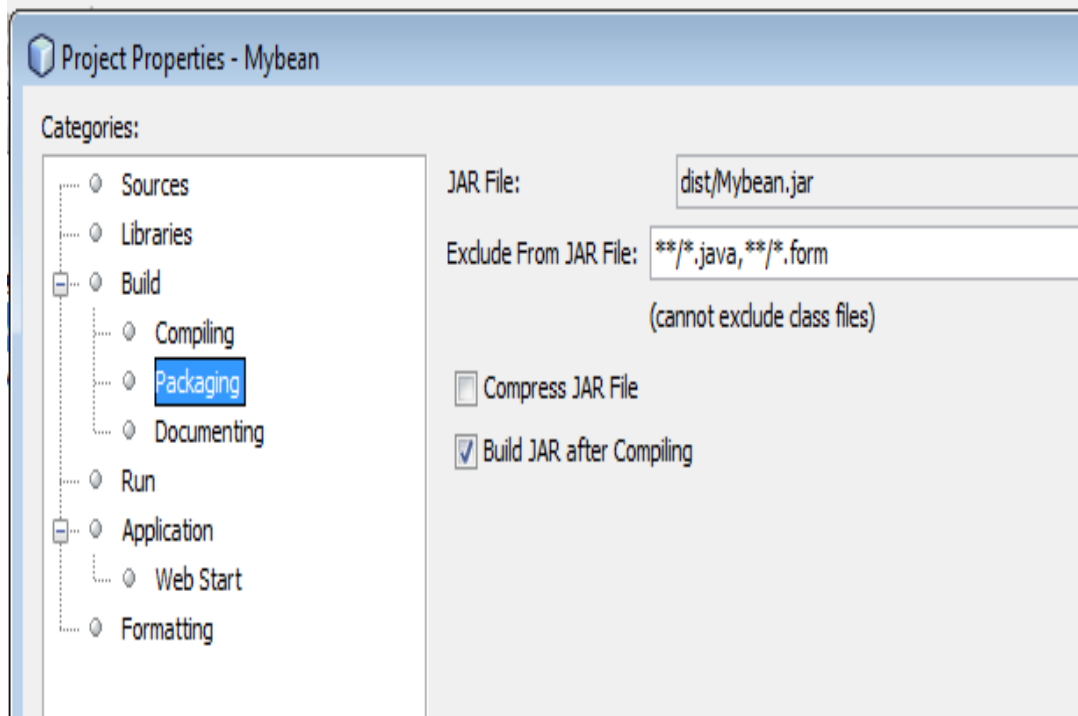 Project Properties - Mybean
Categories:
Sources
Libraries
Build
Compiling
Packaging
Documenting
Run
Application
Web Start
Formatting
JAR File: dist/Mybean.jar
Exclude From JAR File: **/*.java,**/*.form
(cannot exclude class files)
Compress JAR File
Build JAR after Compiling